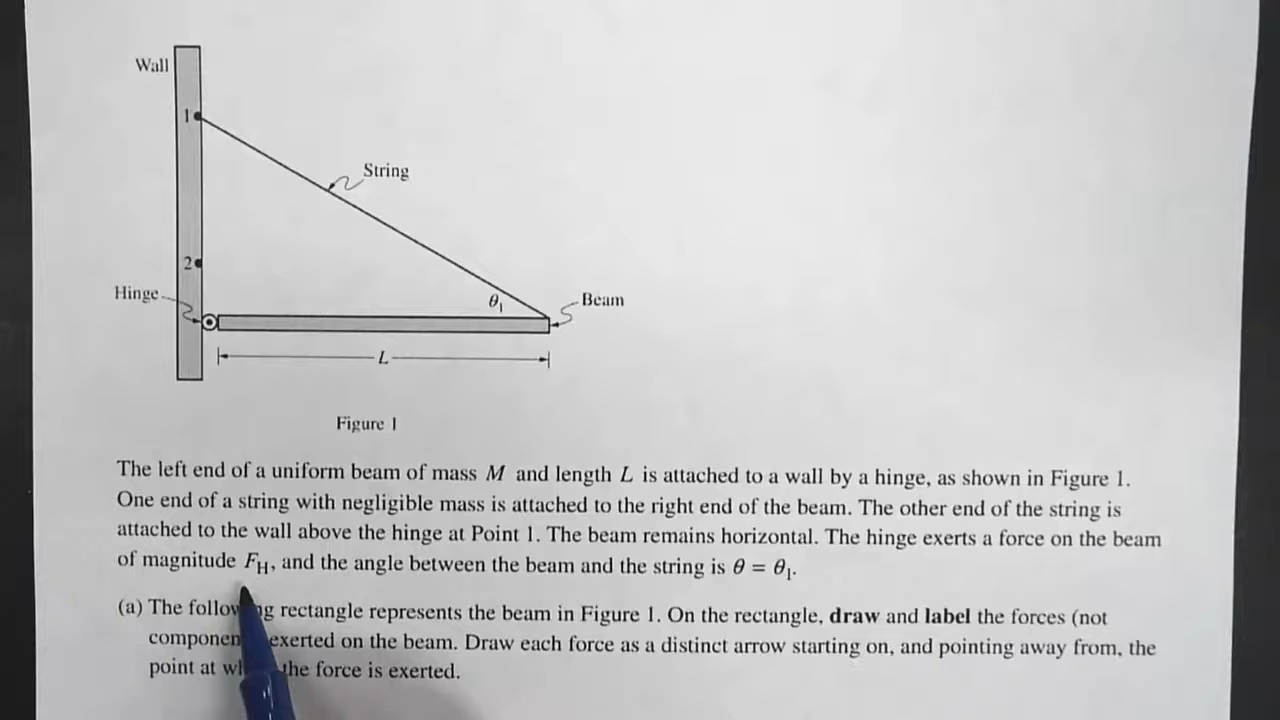 Wall
1
String
2
Hinge
θ₁
Beam
L
Figure 1
The left end of a uniform beam of mass M and length L is attached to a wall by a hinge, as shown in Figure 1.
One end of a string with negligible mass is attached to the right end of the beam. The other end of the string is
attached to the wall above the hinge at Point 1. The beam remains horizontal. The hinge exerts a force on the beam
of magnitude F_H, and the angle between the beam and the string is θ = θ₁.
(a) The rectangle represents the beam in Figure 1. On the rectangle, draw and label the forces (not
exerted on the beam. Draw each force as a distinct arrow starting on, and pointing away from, the
point at the force is exerted.